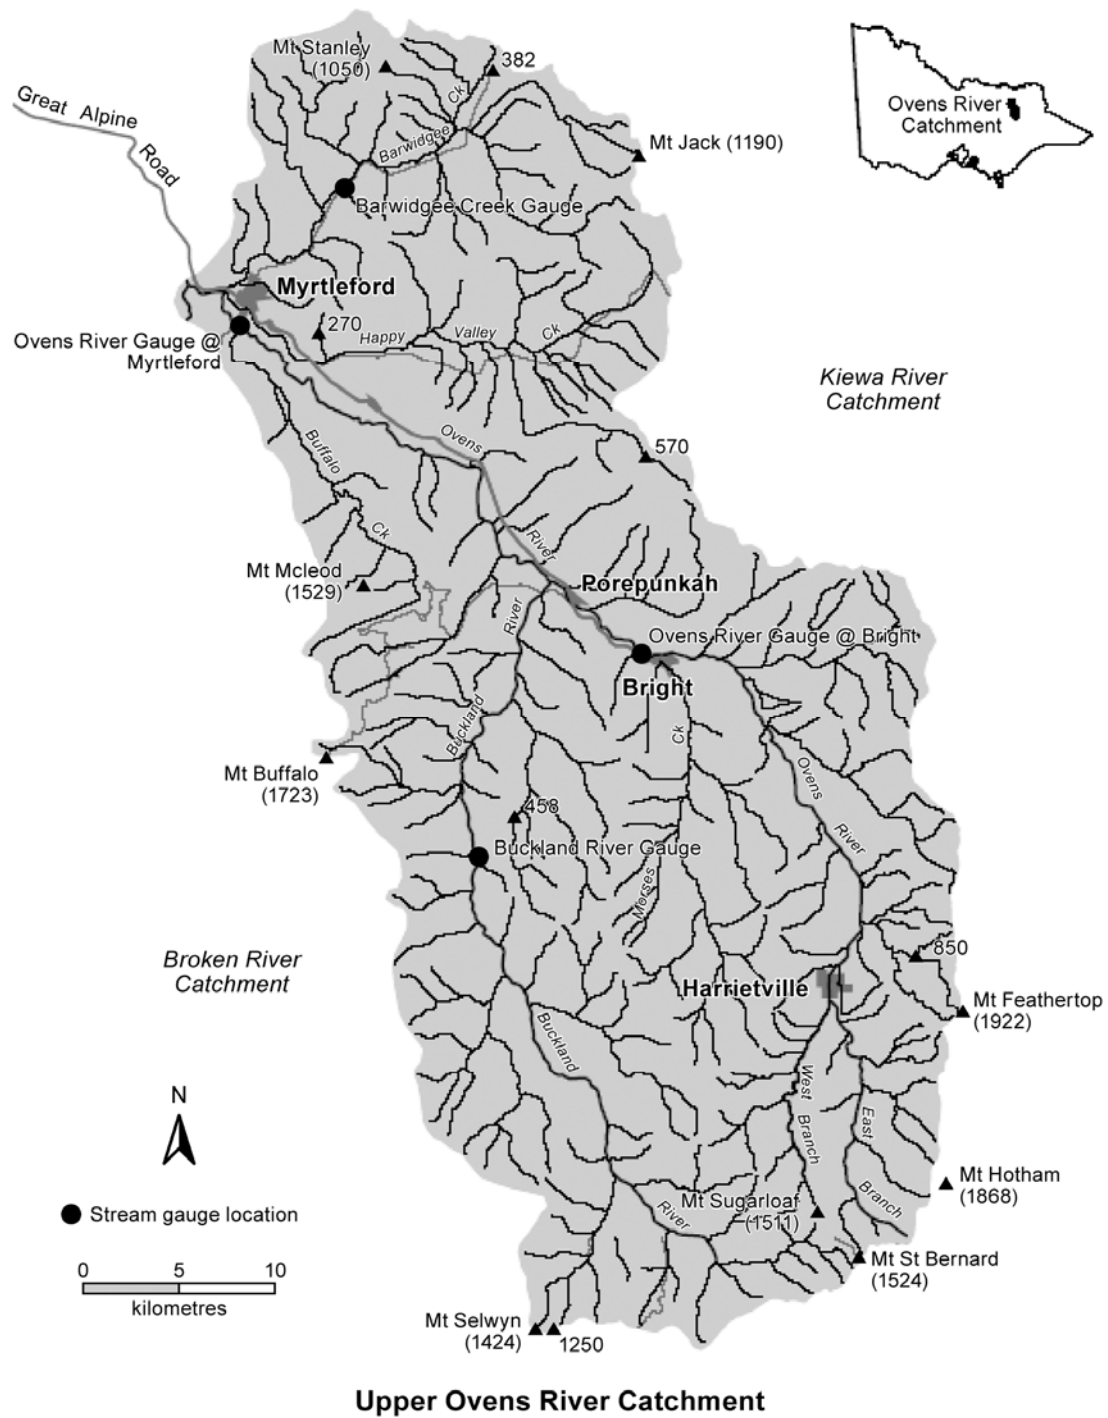 Mt Stanley
(1050)
382
Great Alpine
Road
Ck
Barwidgee
Mt Jack (1190)
Ovens River
Catchment
Barwidgee Creek Gauge
Myrtleford
270
Happy
Valley
Ck
Ovens River Gauge @
Myrtleford
Kiewa River
Catchment
Buffalo
Ck
Ovens
River
570
Mt Mcleod
(1529)
Porepunkah
River
Ovens River Gauge @ Bright
Bright
Buckland
Ck
Mt Buffalo
(1723)
Ovens
River
458
Buckland River Gauge
Morses
Broken River
Catchment
850
Harrietville
Mt Feathertop
(1922)
Buckland
West
Branch
East
Branch
N
Mt Hotham
(1868)
Stream gauge location
Mt Sugarloaf
(1511)
River
0 5 10
kilometres
Mt St Bernard
(1524)
Mt Selwyn
(1424)
1250
Upper Ovens River Catchment